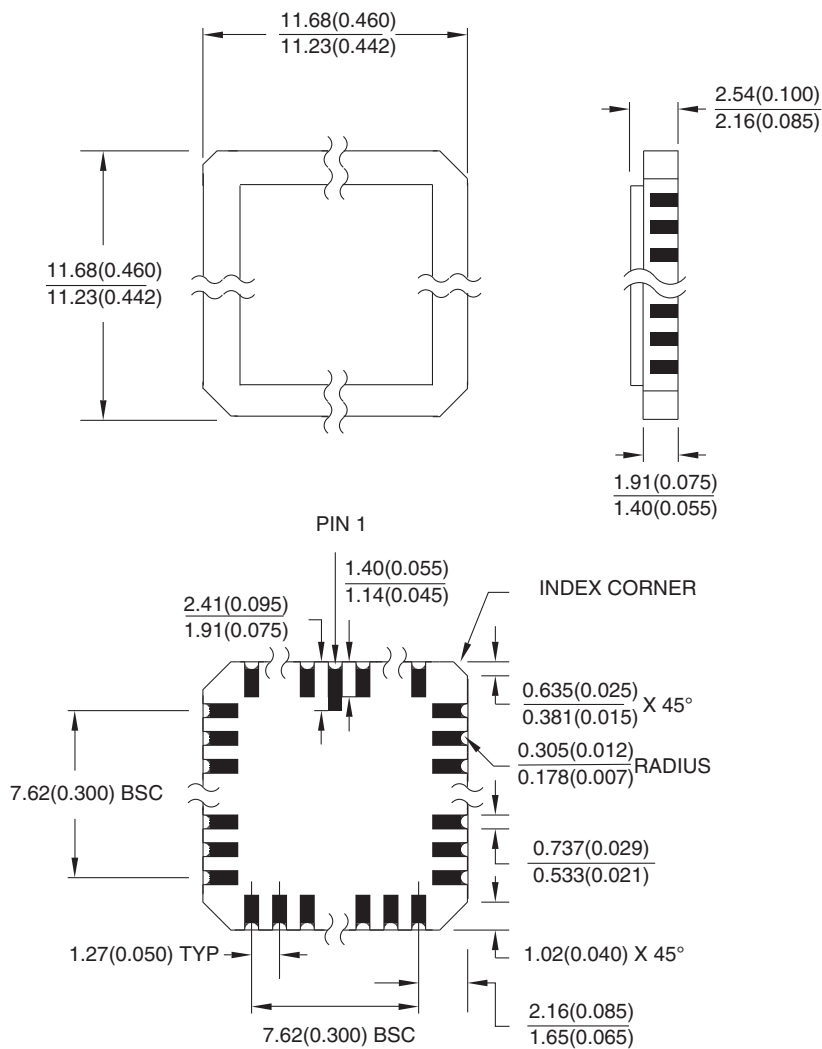 11.68(0.460)
11.23(0.442)
2.54(0.100)
2.16(0.085)
11.68(0.460)
11.23(0.442)
1.91(0.075)
1.40(0.055)
PIN 1
1.40(0.055)
1.14(0.045)
INDEX CORNER
2.41(0.095)
1.91(0.075)
0.635(0.025)
0.381(0.015) X 45°
0.305(0.012)
0.178(0.007) RADIUS
7.62(0.300) BSC
0.737(0.029)
0.533(0.021)
1.27(0.050) TYP
1.02(0.040) X 45°
7.62(0.300) BSC
2.16(0.085)
1.65(0.065)